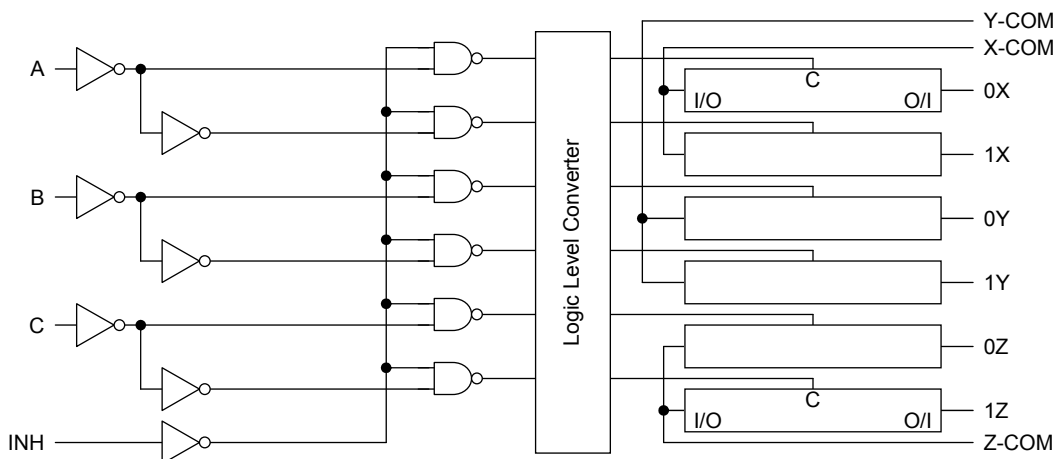 Y-COM
X-COM
A
C
I/O
O/I
0X
1X
B
0Y
Logic Level Converter
1Y
C
0Z
C
I/O
O/I
1Z
INH
Z-COM